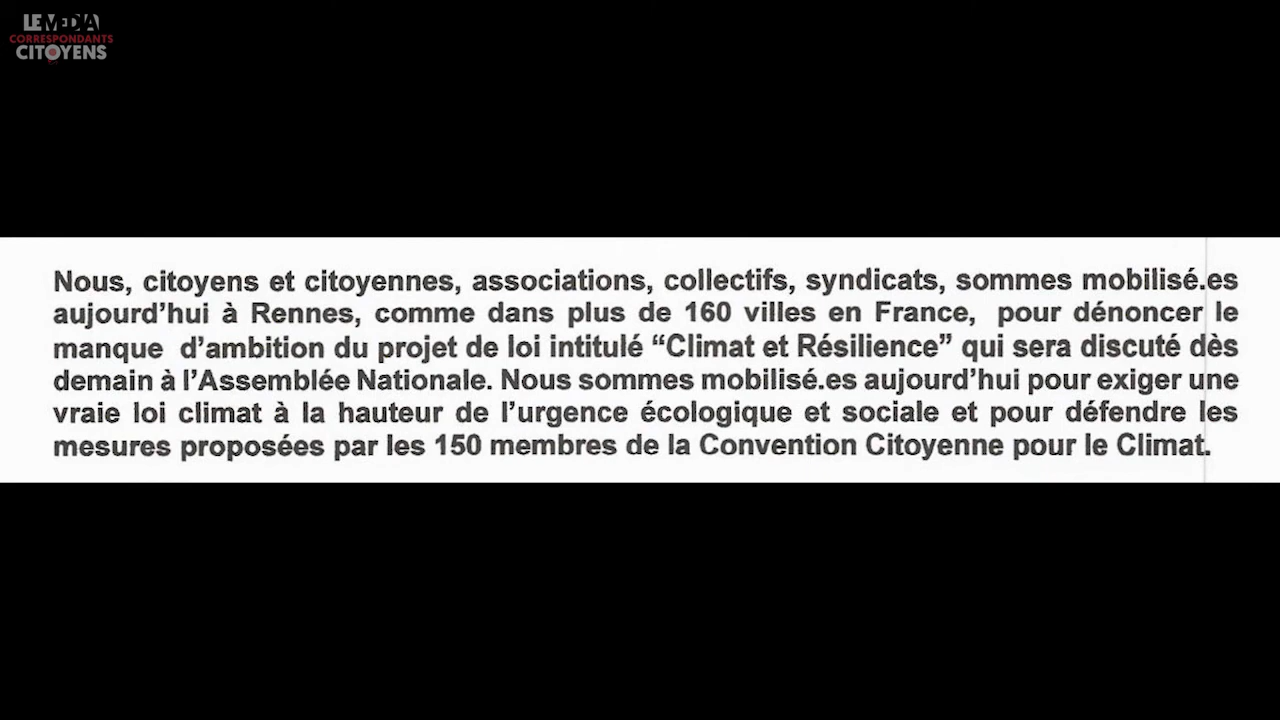 LEMEDIA
CORRESPONDANTS
CITOYENS
Nous, citoyens et citoyennes, associations, collectifs, syndicats, sommes mobilisé.es
aujourd’hui à Rennes, comme dans plus de 160 villes en France, pour dénoncer le
manque d’ambition du projet de loi intitulé “Climat et Résilience” qui sera discuté dès
demain à l’Assemblée Nationale. Nous sommes mobilisé.es aujourd’hui pour exiger une
vraie loi climat à la hauteur de l’urgence écologique et sociale et pour défendre les
mesures proposées par les 150 membres de la Convention Citoyenne pour le Climat.